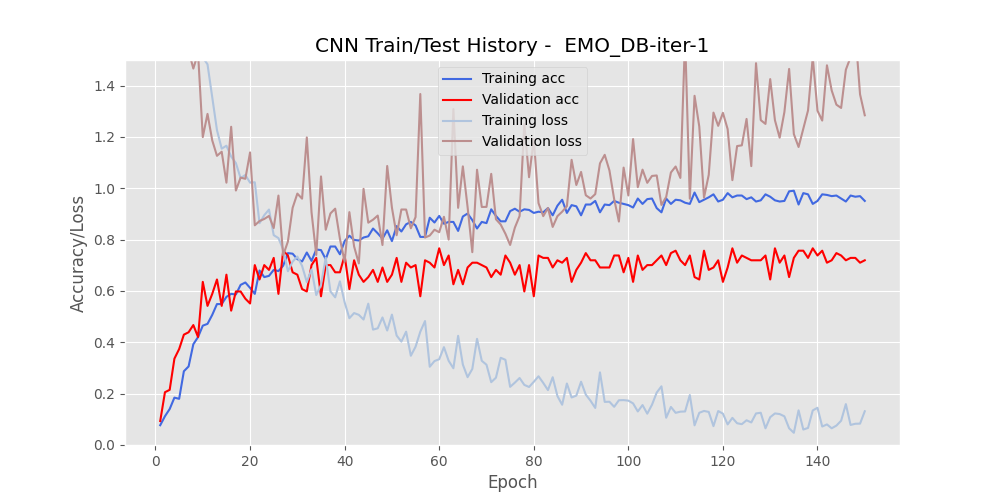 CNN Train/Test History -  EMO_DB-iter-1
Training acc
Validation acc
Training loss
Validation loss
Accuracy/Loss
1.4
1.2
1.0
0.8
0.6
0.4
0.2
0.0
0 20 40 60 80 100 120 140
Epoch